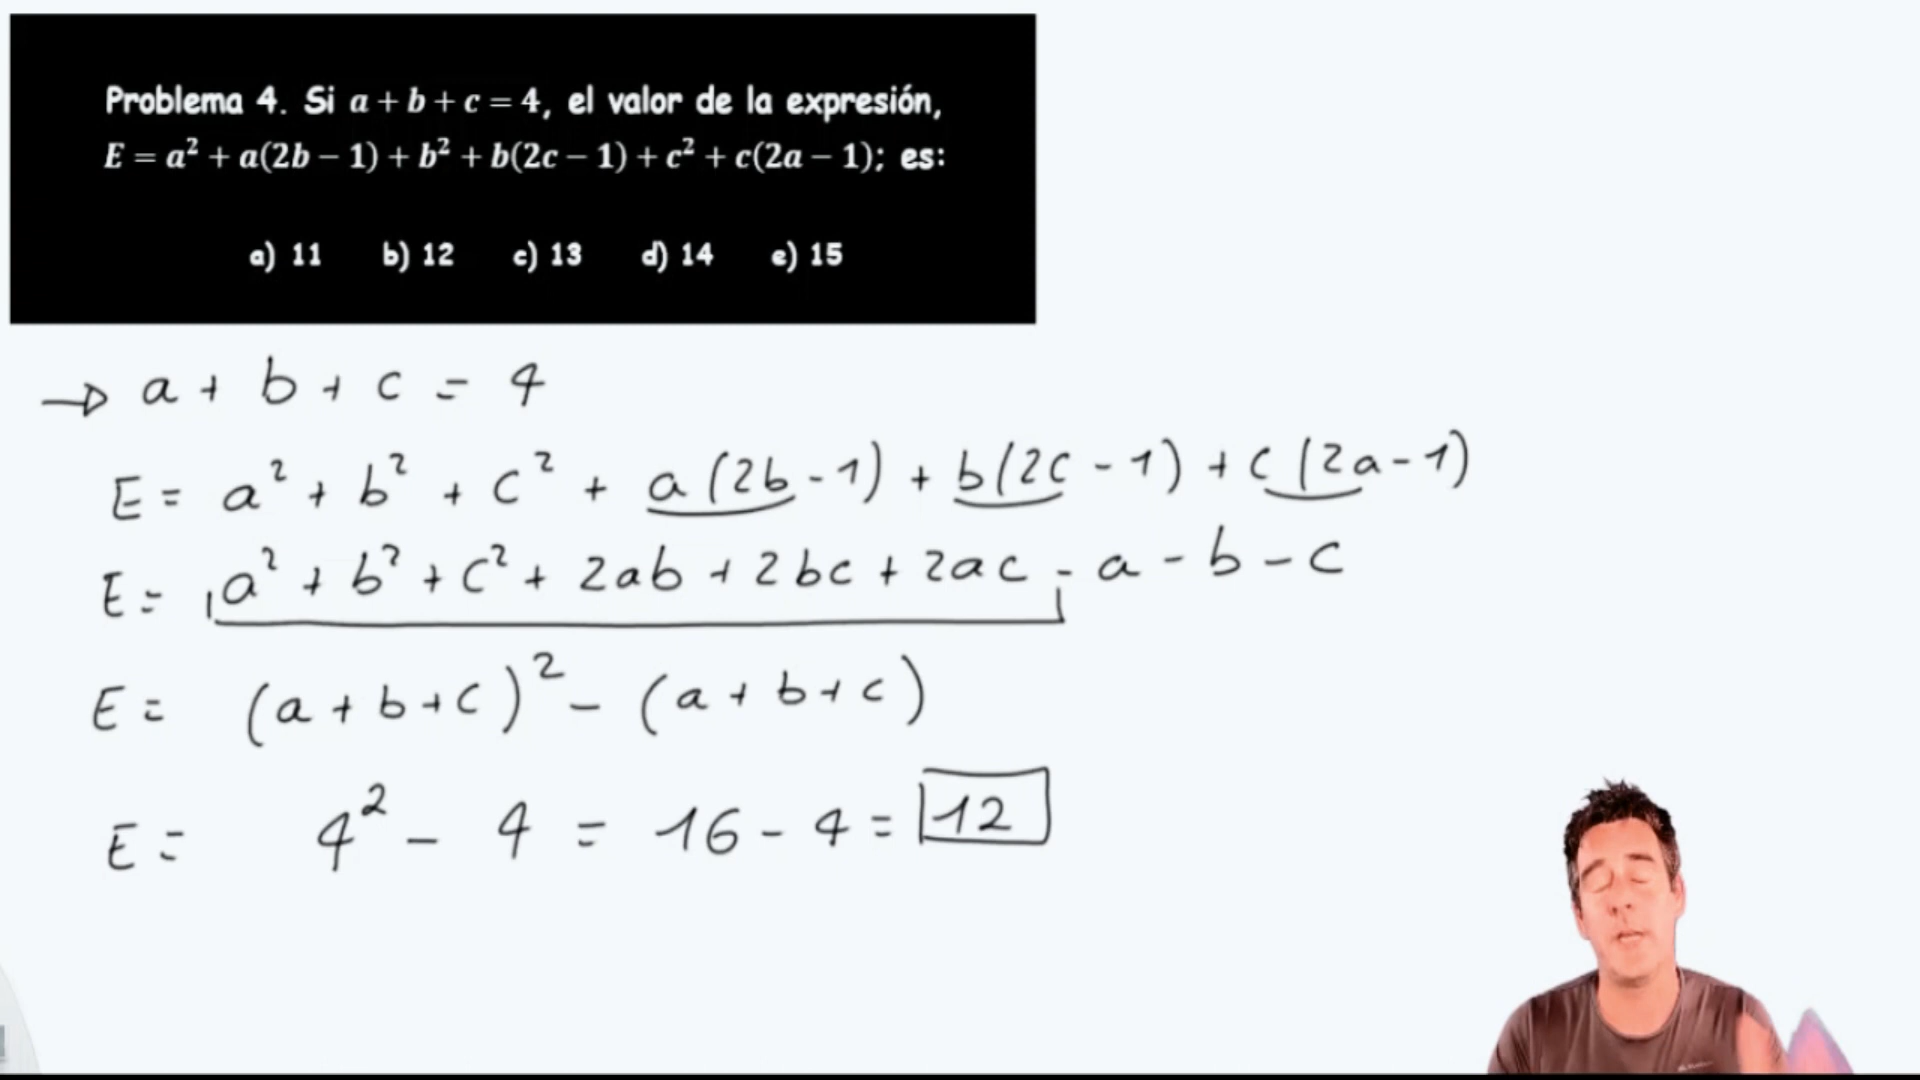 Problema 4. Si a + b + c = 4, el valor de la expresión,
E = a² + a(2b − 1) + b² + b(2c − 1) + c² + c(2a − 1); es:
a) 11 b) 12 c) 13 d) 14 e) 15
→ a + b + c = 4
E = a² + b² + c² + a(2b - 1) + b(2c - 1) + c(2a - 1)
E = a² + b² + c² + 2ab + 2bc + 2ac - a - b - c
E = (a + b + c)² - (a + b + c)
E = 4² - 4 = 16 - 4 = 12